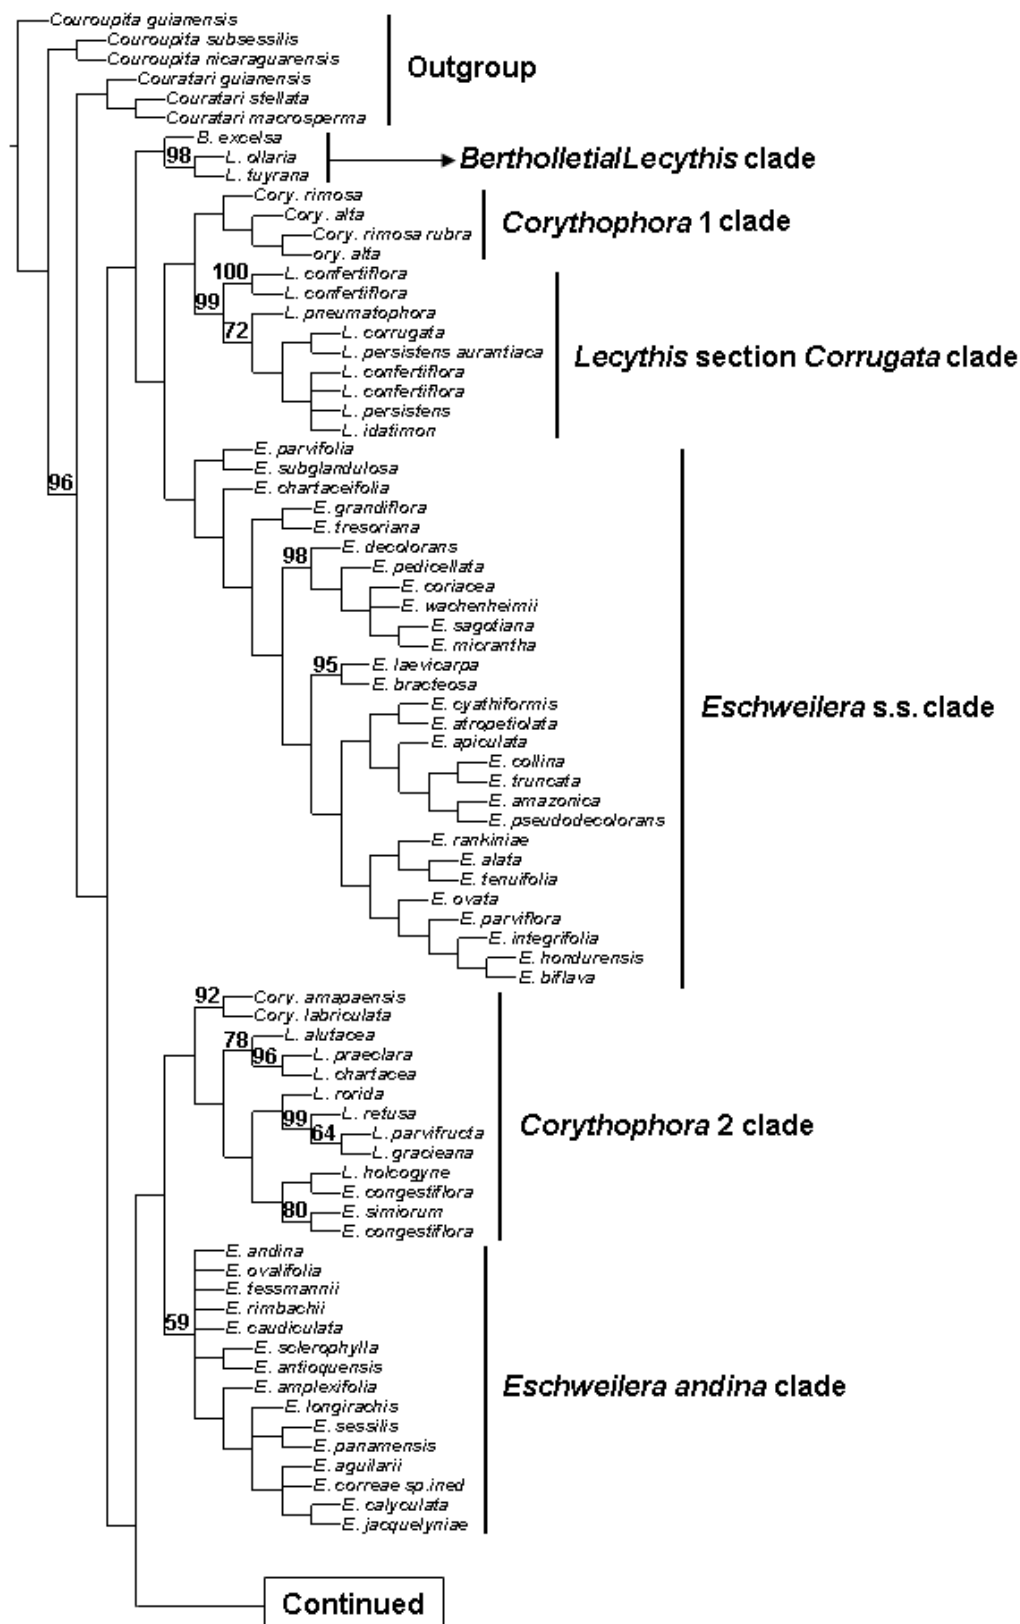 Couroupita guianensis
Couroupita subsessilis
Couroupita nicaraguarensis
Couratari guianensis
Couratari stellata
Couratari macrosperma
Outgroup
B. excelsa
98
L. ollaria
L. tuyrana
Bertholletia/Lecythis clade
Cory. rimosa
Cory. alta
Cory. rimosa rubra
ory. alta
Corythophora 1 clade
100
L. confertiflora
L. confertiflora
99
L. pneumatophora
72
L. corrugata
L. persistens aurantiaca
L. confertiflora
L. confertiflora
L. persistens
L. idatimon
Lecythis section Corrugata clade
E. parvifolia
E. subglandulosa
96
E. chartaceifolia
E. grandiflora
E. tresoriana
E. decolorans
98
E. pedicellata
E. coriacea
E. wachenheimii
E. sagotiana
E. micrantha
95
E. laevicarpa
E. bracteosa
E. cyathiformis
E. atropetiolata
E. apiculata
E. collina
E. truncata
E. amazonica
E. pseudodecolorans
E. rankiniae
E. alata
E. tenuifolia
E. ovata
E. parviflora
E. integrifolia
E. hondurensis
E. biflava
Eschweilera s.s. clade
92
Cory. amapaensis
Cory. labriculata
78
L. alutacea
96
L. praeclara
L. chartacea
L. rorida
99
L. retusa
64
L. parvifructa
L. gracieana
L. holcogyne
E. congestiflora
80
E. simiorum
E. congestiflora
Corythophora 2 clade
E. andina
E. ovalifolia
E. tessmannii
E. rimbachii
59
E. caudiculata
E. sclerophylla
E. antioquensis
E. amplexifolia
E. longirachis
E. sessilis
E. panamensis
E. aguilarii
E. correae sp.ined
E. calyculata
E. jacquelyniae
Eschweilera andina clade
Continued